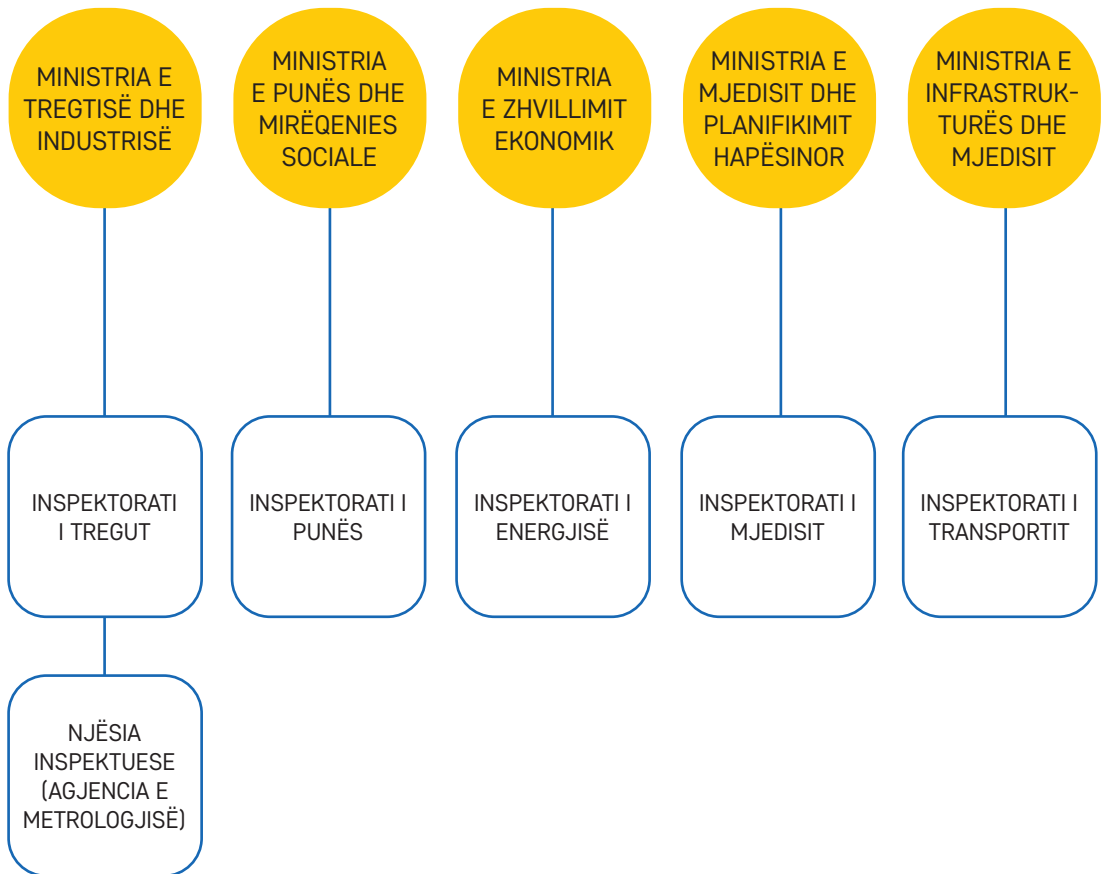 MINISTRIA E
TREGTISË DHE
INDUSTRISË
MINISTRIA
E PUNËS DHE
MIRËQENIES
SOCIALE
MINISTRIA
E ZHVILLIMIT
EKONOMIK
MINISTRIA E
MJEDISIT DHE
PLANIFIKIMIT
HAPËSINOR
MINISTRIA E
INFRASTRUK-
TURËS DHE
MJEDISIT
INSPEKTORATI
I TREGUT
INSPEKTORATI I
PUNËS
INSPEKTORATI I
ENERGJISË
INSPEKTORATI I
MJEDISIT
INSPEKTORATI I
TRANSPORTIT
NJËSIA
INSPEKTUESE
(AGJENCIA E
METROLOGJISË)